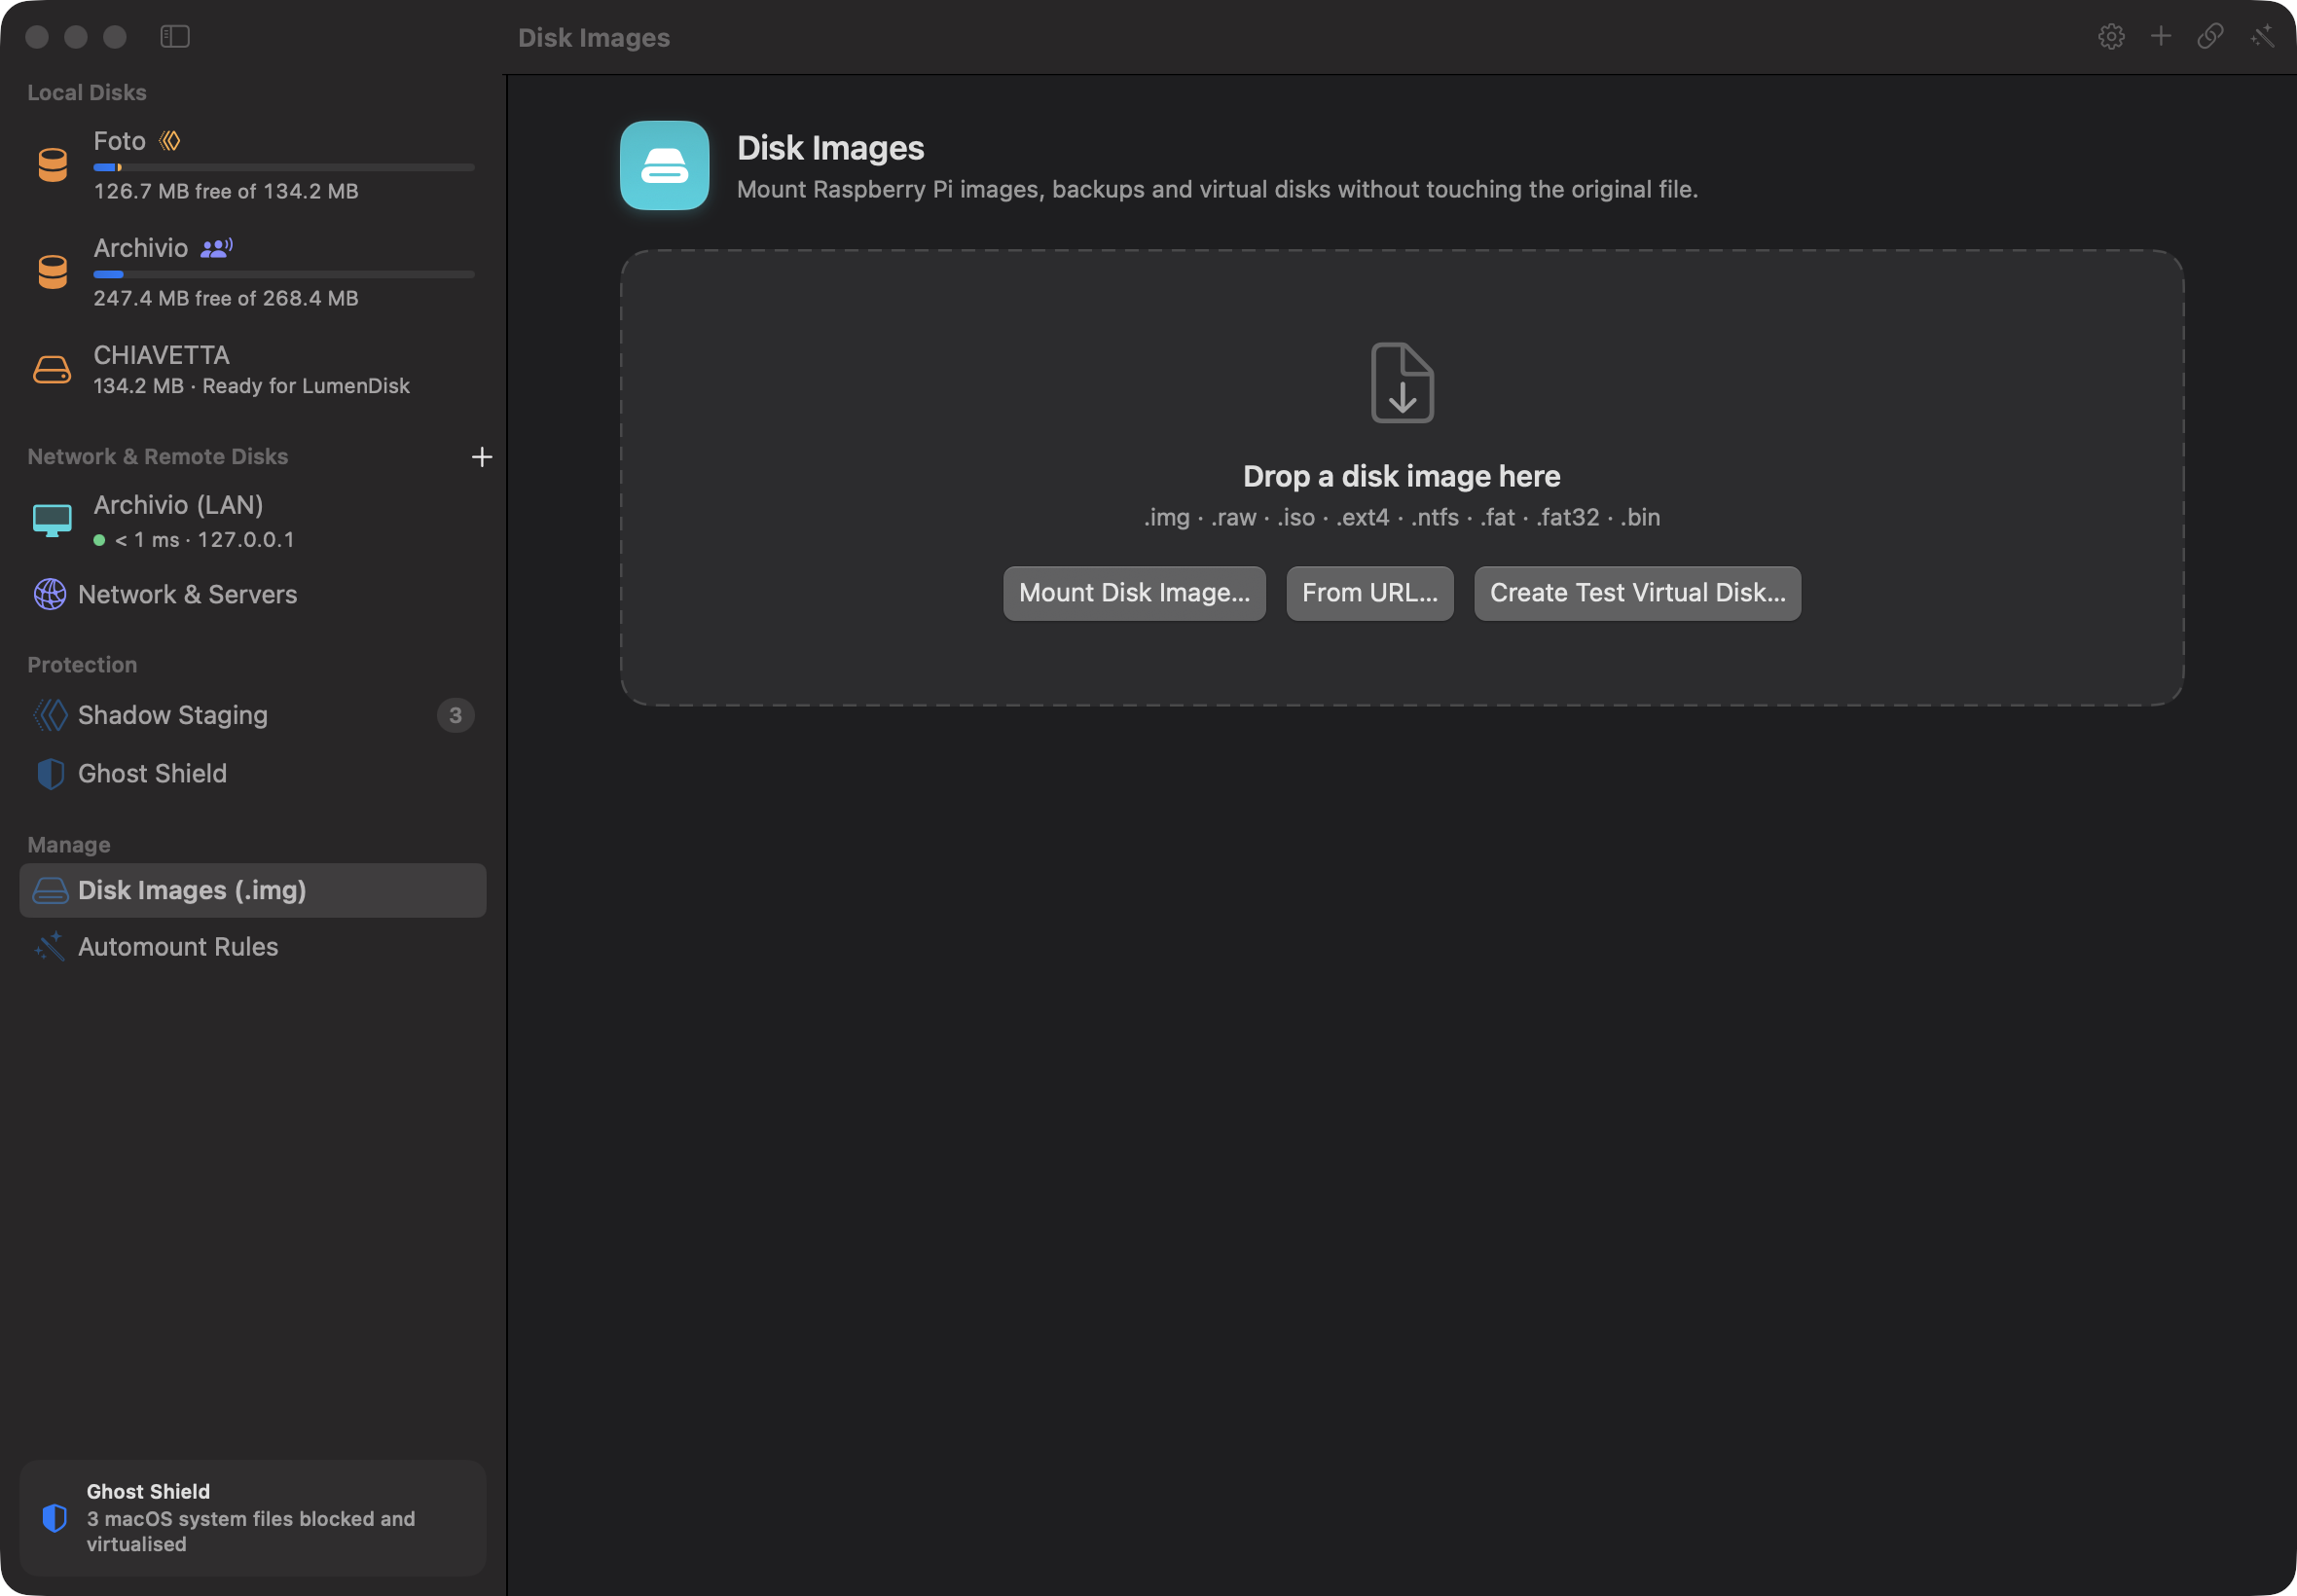 Disk Images
Local Disks
Foto
126.7 MB free of 134.2 MB
Archivio
247.4 MB free of 268.4 MB
CHIAVETTA
134.2 MB · Ready for LumenDisk
Network & Remote Disks
Archivio (LAN)
< 1 ms · 127.0.0.1
Network & Servers
Protection
Shadow Staging
3
Ghost Shield
Manage
Disk Images (.img)
Automount Rules
Ghost Shield
3 macOS system files blocked and
virtualised
Disk Images
Mount Raspberry Pi images, backups and virtual disks without touching the original file.
Drop a disk image here
.img · .raw · .iso · .ext4 · .ntfs · .fat · .fat32 · .bin
Mount Disk Image...
From URL...
Create Test Virtual Disk...